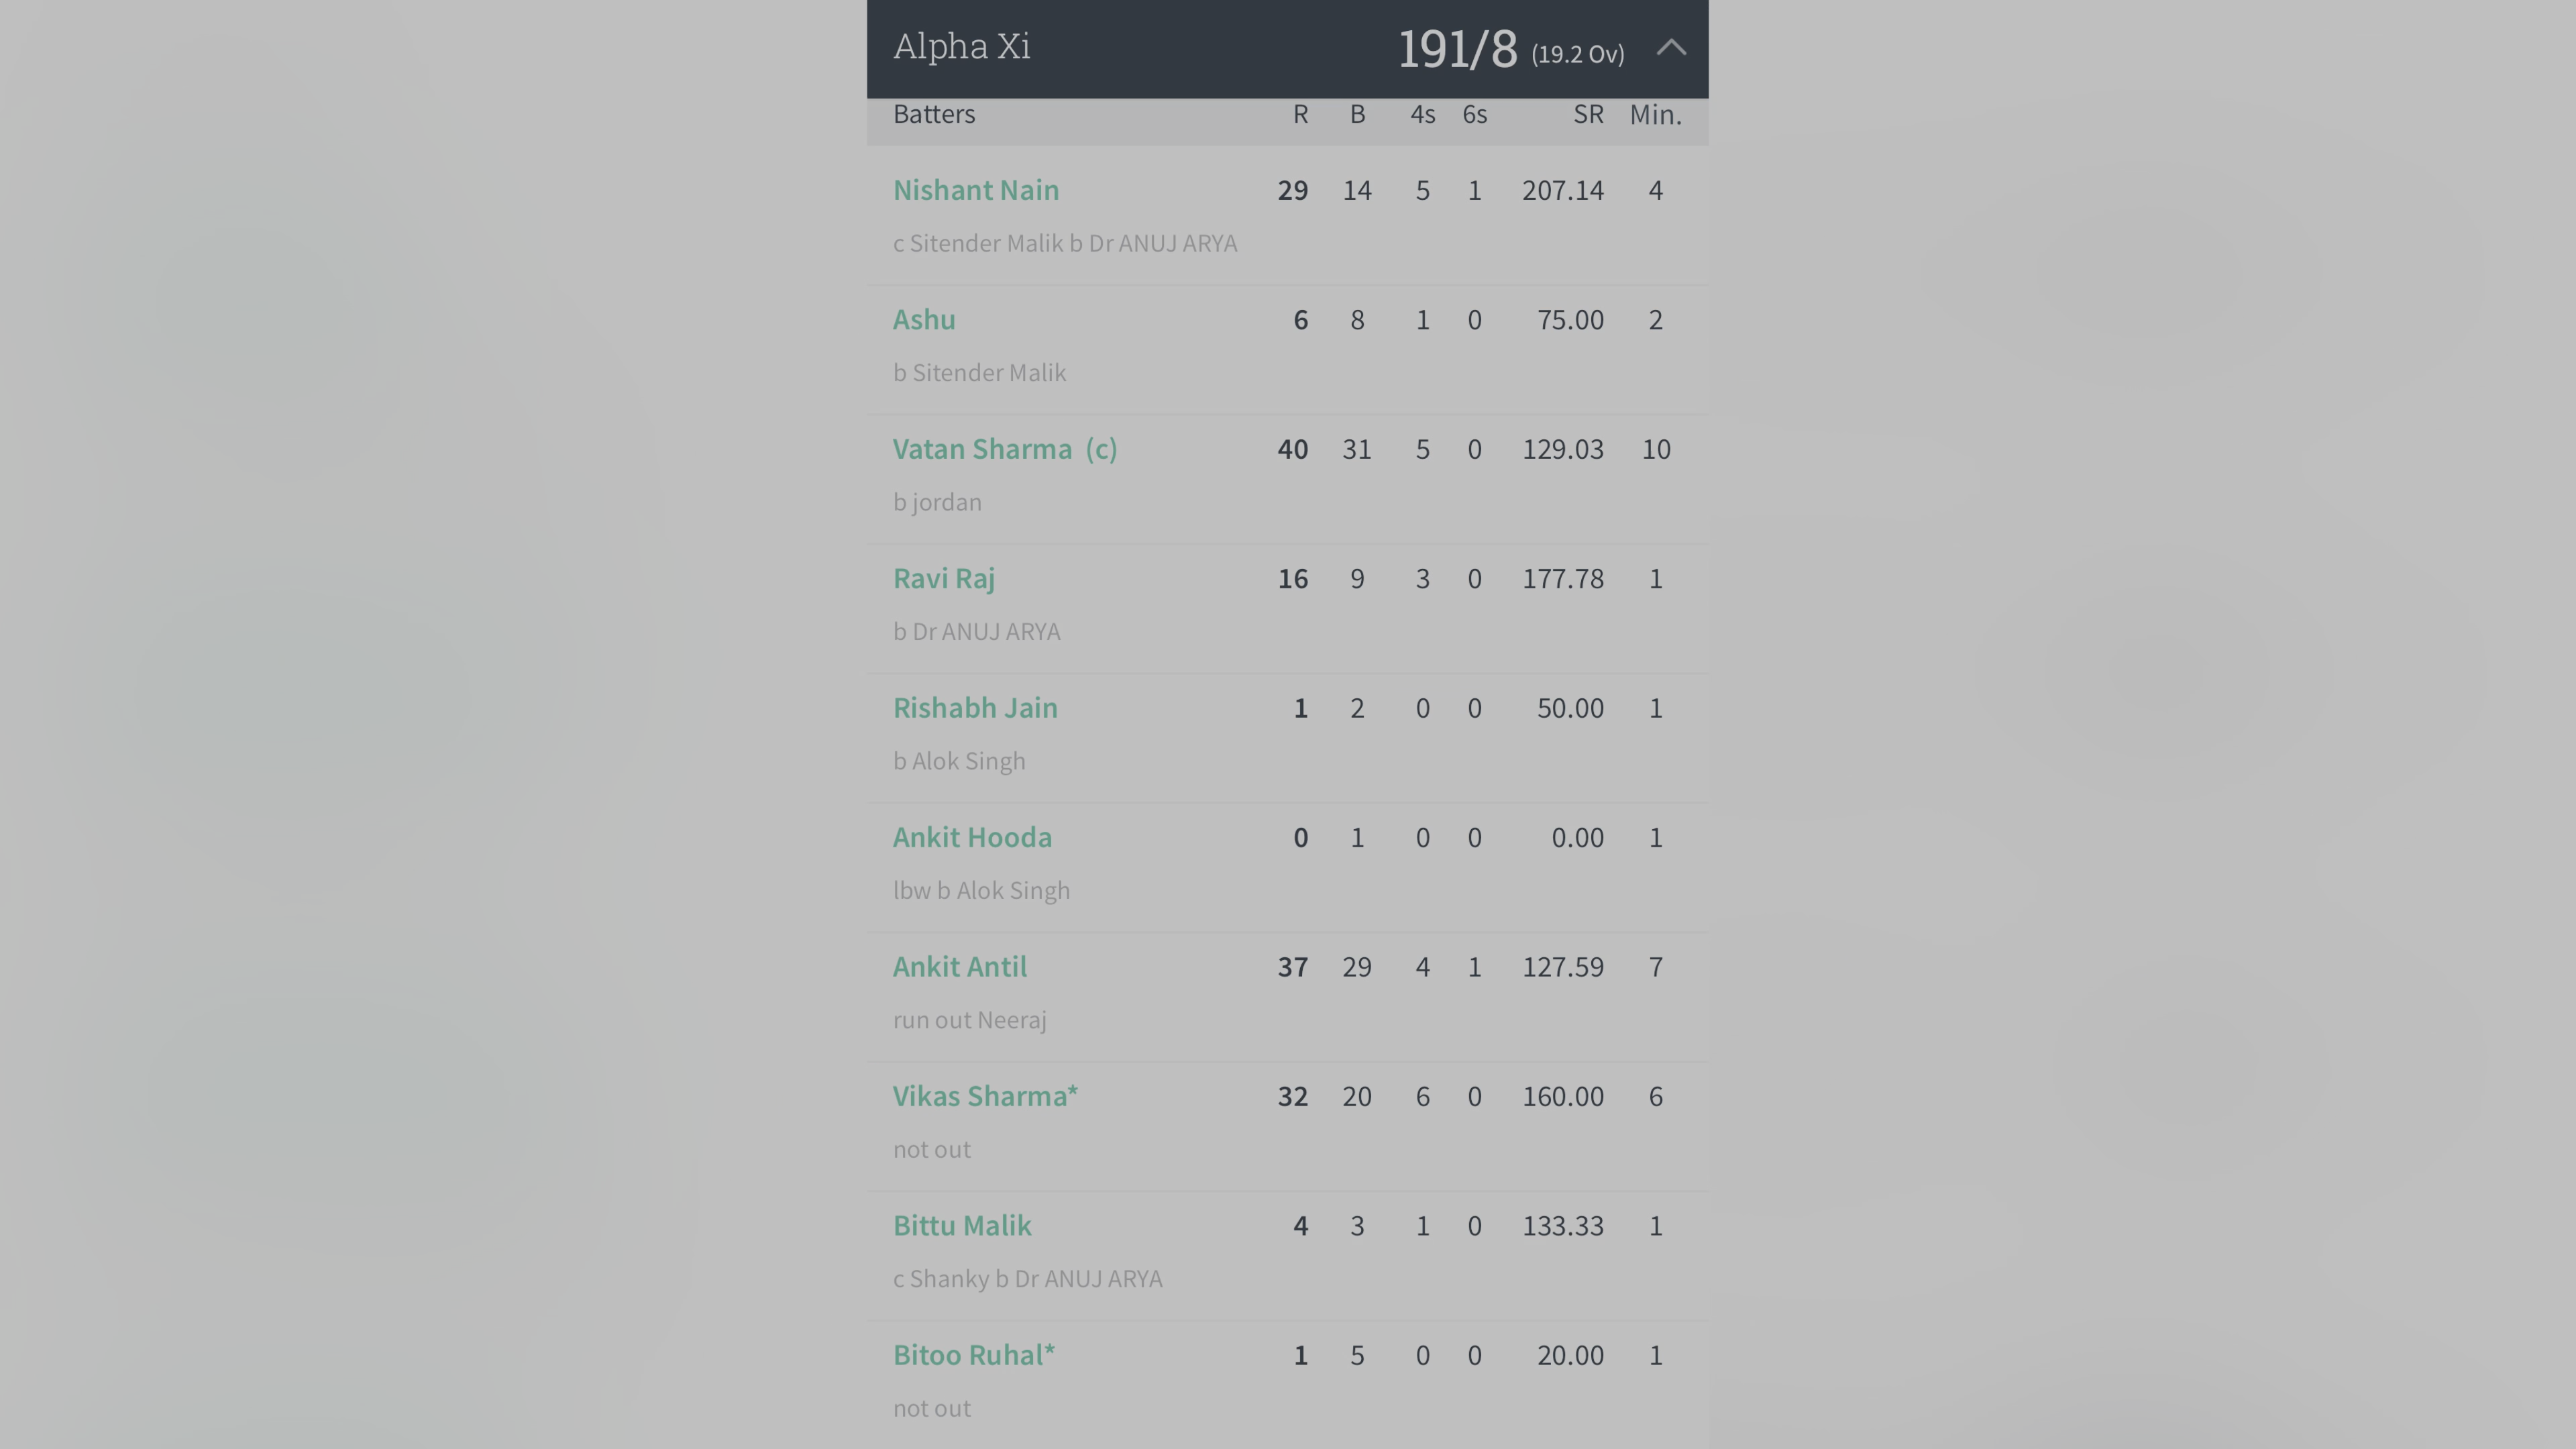 Alpha Xi 191/8 (19.2 Ov)
Batters R B 4s 6s SR Min.
Nishant Nain 29 14 5 1 207.14 4
c Sitender Malik b Dr ANUJ ARYA
Ashu 6 8 1 0 75.00 2
b Sitender Malik
Vatan Sharma (c) 40 31 5 0 129.03 10
b jordan
Ravi Raj 16 9 3 0 177.78 1
b Dr ANUJ ARYA
Rishabh Jain 1 2 0 0 50.00 1
b Alok Singh
Ankit Hooda 0 1 0 0 0.00 1
lbw b Alok Singh
Ankit Antil 37 29 4 1 127.59 7
run out Neeraj
Vikas Sharma* 32 20 6 0 160.00 6
not out
Bittu Malik 4 3 1 0 133.33 1
c Shanky b Dr ANUJ ARYA
Bitoo Ruhal* 1 5 0 0 20.00 1
not out